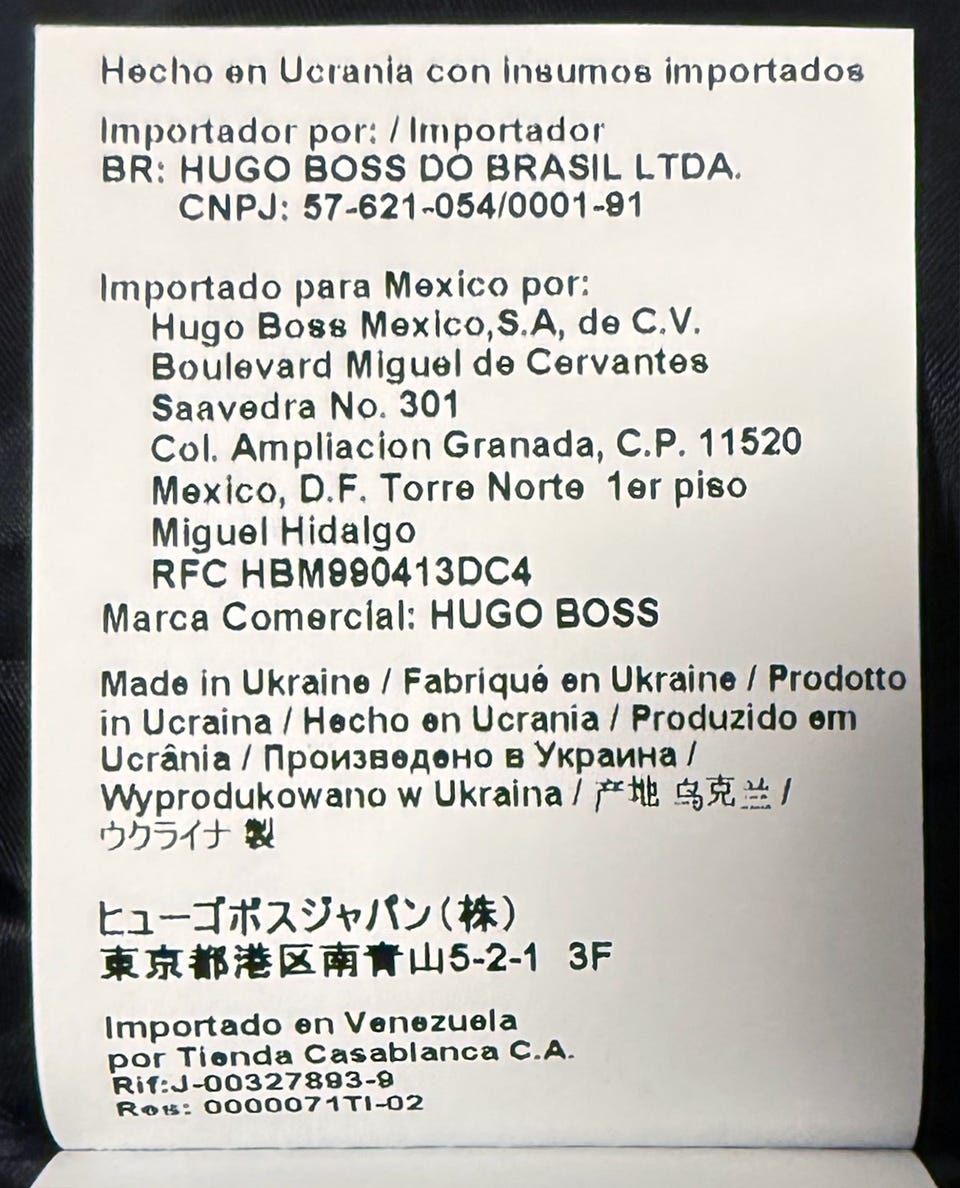 Hecho en Ucrania con insumos importados
Importador por: / Importador
BR: HUGO BOSS DO BRASIL LTDA.
CNPJ: 57-621-054/0001-91
Importado para Mexico por:
Hugo Boss Mexico,S.A, de C.V.
Boulevard Miguel de Cervantes
Saavedra No. 301
Col. Ampliacion Granada, C.P. 11520
Mexico, D.F. Torre Norte 1er piso
Miguel Hidalgo
RFC HBM990413DC4
Marca Comercial: HUGO BOSS
Made in Ukraine / Fabriqué en Ukraine / Prodotto
in Ucraina / Hecho en Ucrania / Produzido em
Ucrânia / Произведено в Украина /
Wyprodukowano w Ukraina / 产地 乌克兰 /
ウクライナ 製
ヒューゴボスジャパン(株)
東京都港区南青山5-2-1 3F
Importado en Venezuela
por Tienda Casablanca C.A.
Rif:J-00327893-9
0000071TI-02